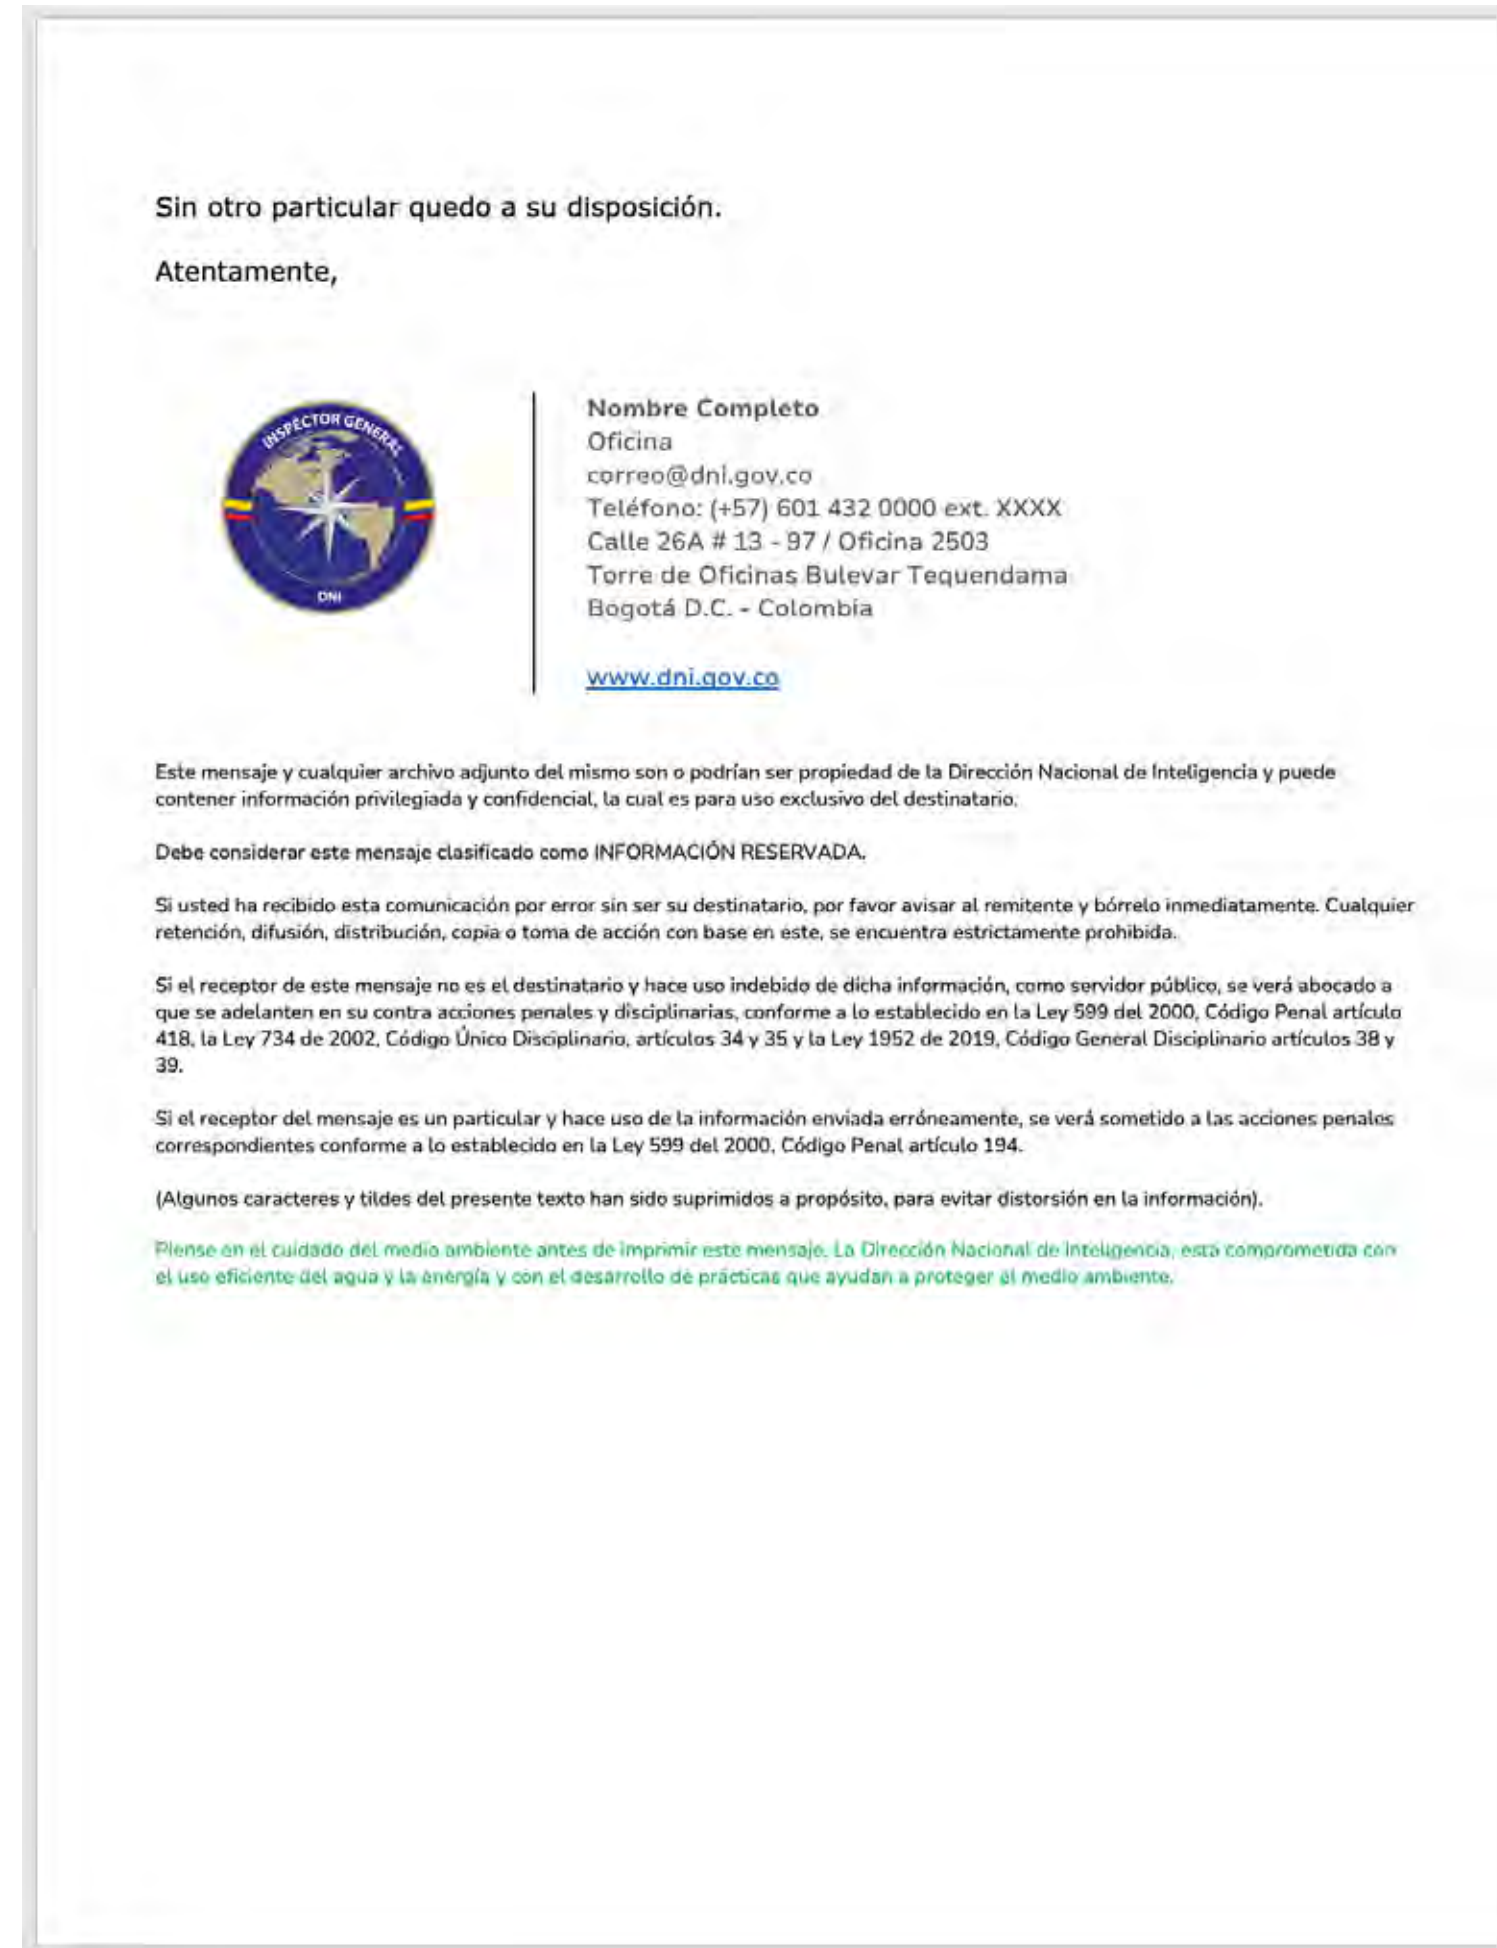 Sin otro particular quedo a su disposición.
Atentamente,
INSPECTOR GENERAL
DNI
Nombre Completo
Oficina
correo@dni.gov.co
Teléfono: (+57) 601 432 0000 ext. XXXX
Calle 26A # 13 - 97 / Oficina 2503
Torre de Oficinas Bulevar Tequendama
Bogotá D.C. - Colombia
www.dni.gov.co
Este mensaje y cualquier archivo adjunto del mismo son o podrían ser propiedad de la Dirección Nacional de Inteligencia y puede
contener información privilegiada y confidencial, la cual es para uso exclusivo del destinatario.
Debe considerar este mensaje clasificado como INFORMACIÓN RESERVADA.
Si usted ha recibido esta comunicación por error sin ser su destinatario, por favor avisar al remitente y bórrelo inmediatamente. Cualquier
retención, difusión, distribución, copia o toma de acción con base en este, se encuentra estrictamente prohibida.
Si el receptor de este mensaje no es el destinatario y hace uso indebido de dicha información, como servidor público, se verá abocado a
que se adelanten en su contra acciones penales y disciplinarias, conforme a lo establecido en la Ley 599 del 2000, Código Penal artículo
418, la Ley 734 de 2002, Código Único Disciplinario, artículos 34 y 35 y la Ley 1952 de 2019, Código General Disciplinario artículos 38 y
39.
Si el receptor del mensaje es un particular y hace uso de la información enviada erróneamente, se verá sometido a las acciones penales
correspondientes conforme a lo establecido en la Ley 599 del 2000, Código Penal artículo 194.
(Algunos caracteres y tildes del presente texto han sido suprimidos a propósito, para evitar distorsión en la información).
Piense en el cuidado del medio ambiente antes de imprimir este mensaje. La Dirección Nacional de Inteligencia, está comprometida con
el uso eficiente del agua y la energía y con el desarrollo de prácticas que ayudan a proteger el medio ambiente.